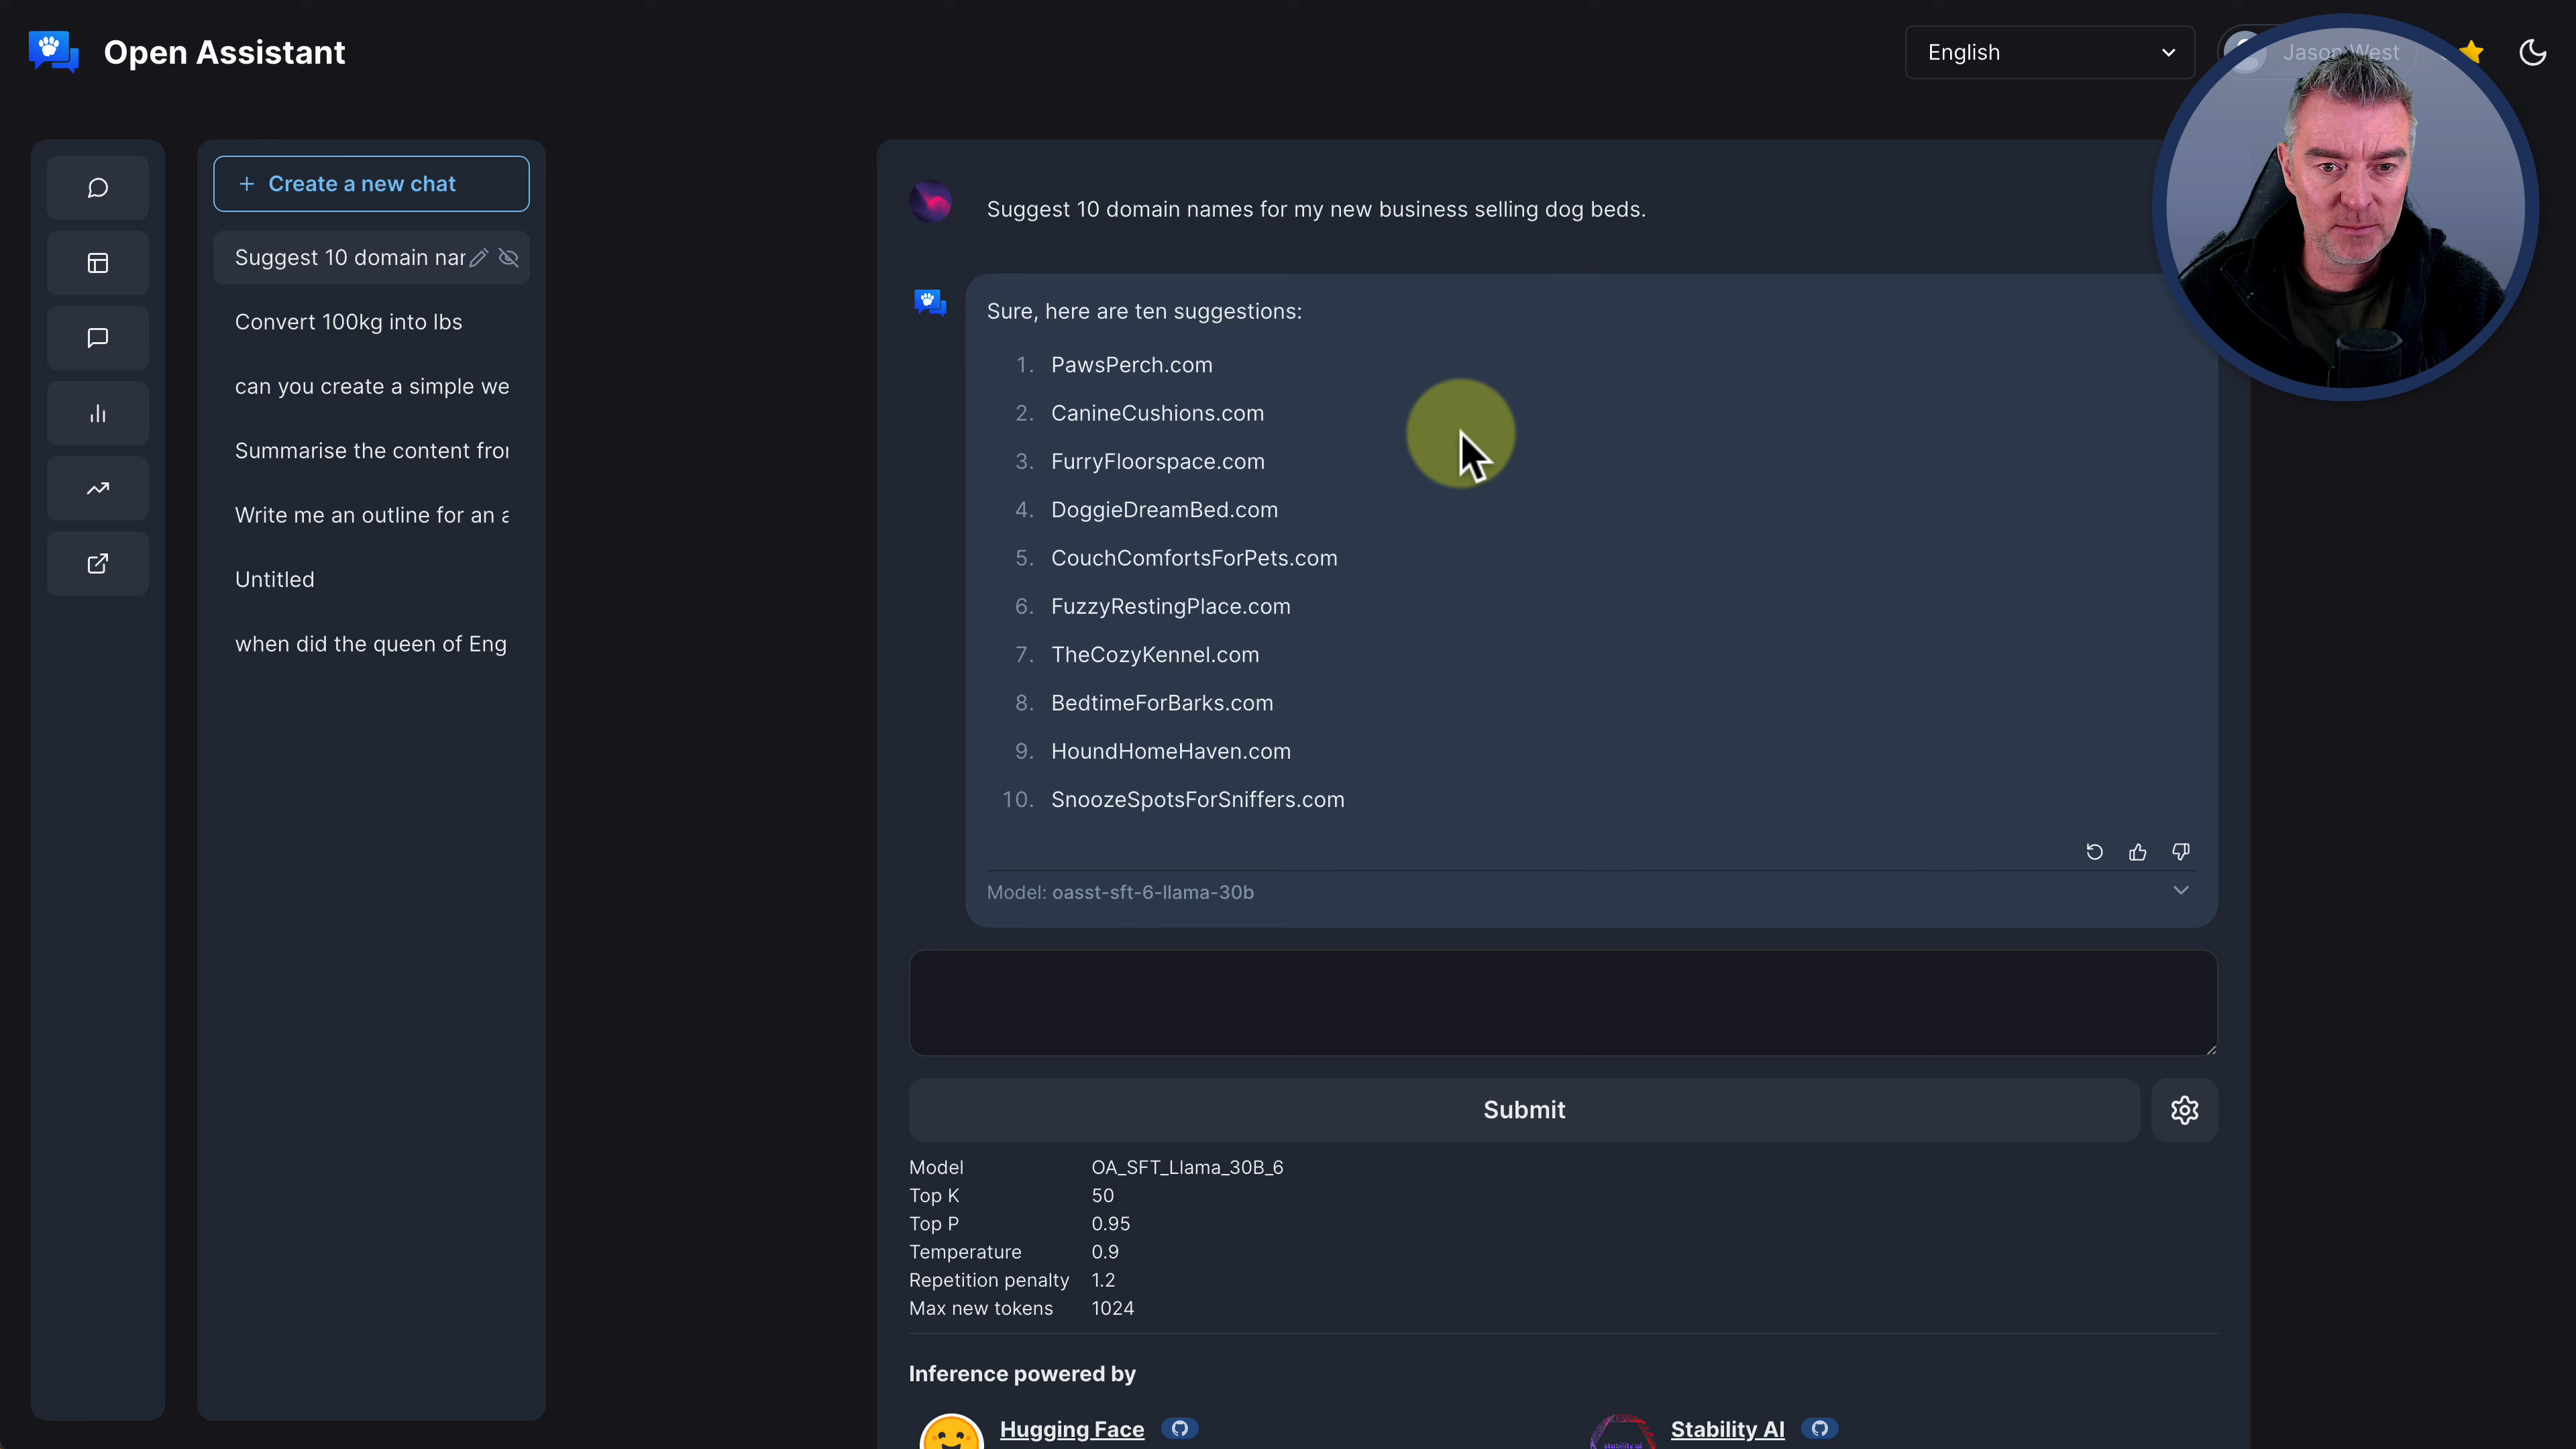 Open Assistant
English
Jason West
Create a new chat
Suggest 10 domain nar
Convert 100kg into lbs
can you create a simple we
Summarise the content from
Write me an outline for an a
Untitled
when did the queen of Eng
Suggest 10 domain names for my new business selling dog beds.
Sure, here are ten suggestions:
1. PawsPerch.com
2. CanineCushions.com
3. FurryFloorspace.com
4. DoggieDreamBed.com
5. CouchComfortsForPets.com
6. FuzzyRestingPlace.com
7. TheCozyKennel.com
8. BedtimeForBarks.com
9. HoundHomeHaven.com
10. SnoozeSpotsForSniffers.com
Model: oasst-sft-6-llama-30b
Submit
Model OA_SFT_Llama_30B_6
Top K 50
Top P 0.95
Temperature 0.9
Repetition penalty 1.2
Max new tokens 1024
Inference powered by
Hugging Face
Stability AI
stability ai